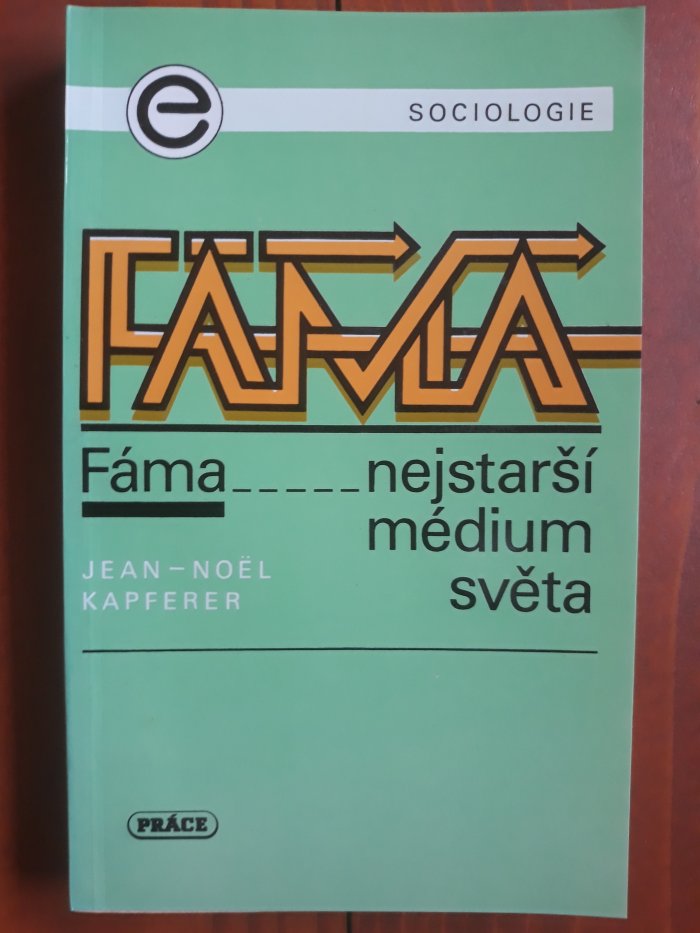 e
SOCIOLOGIE
FÁMA
Fáma_____nejstarší
médium
světa
JEAN–NOËL
KAPFERER
PRÁCE